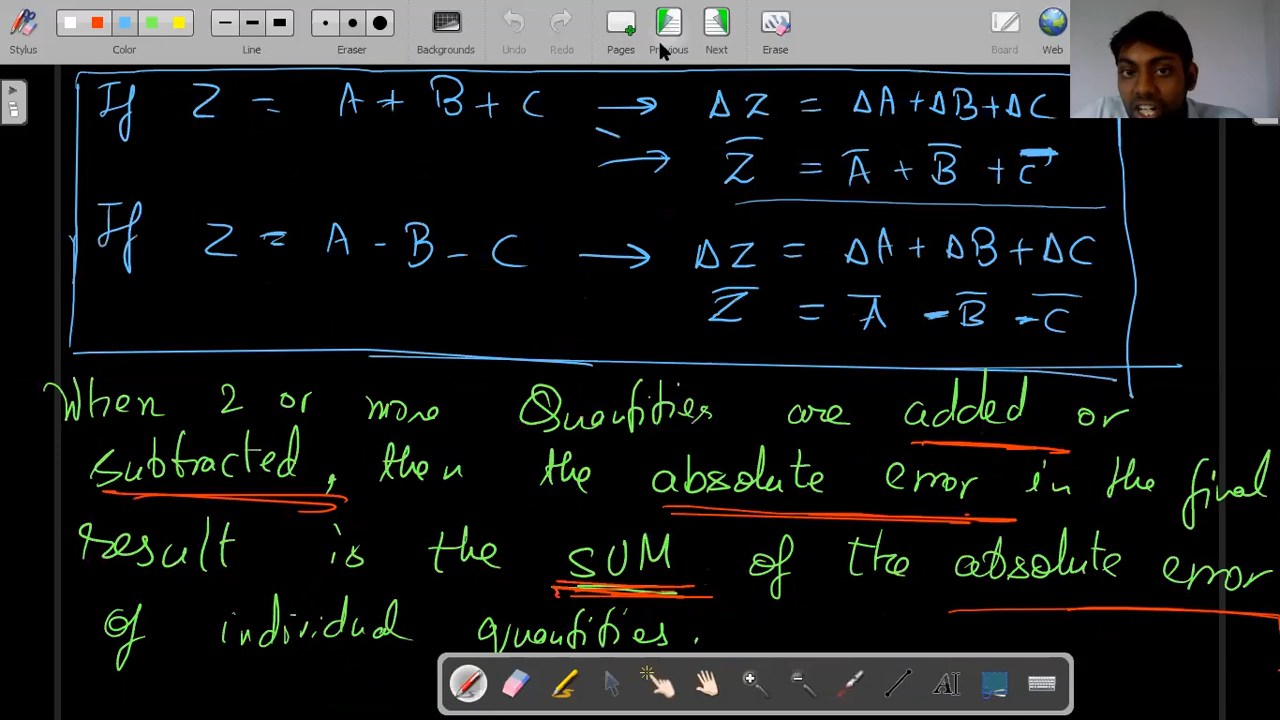 Stylus Color Line Eraser Backgrounds Undo Redo Pages Previous Next Erase Board Web
If Z = A + B + C → ΔZ = ΔA + ΔB + ΔC
→ Z̅ = A̅ + B̅ + C̅
If Z = A - B - C → ΔZ = ΔA + ΔB + ΔC
Z̅ = A̅ - B̅ - C̅
When 2 or more Quantities are added or
subtracted, then the absolute error in the final
result is the SUM of the absolute error
of individual quantities.
AI